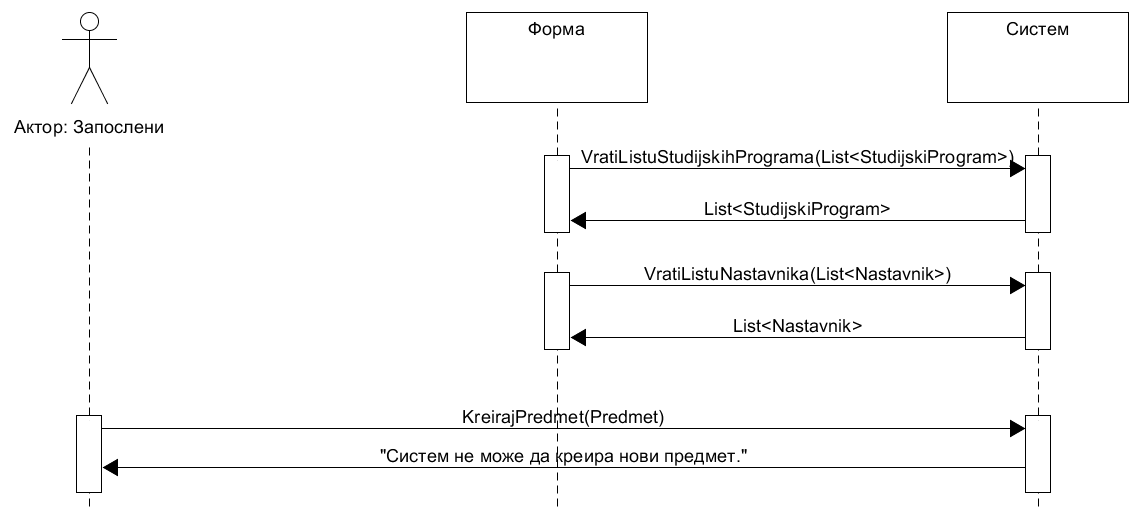 Форма
Систем
Актор: Запослени
VratiListuStudijskihPrograma(List<StudijskiProgram>)
List<StudijskiProgram>
VratiListuNastavnika(List<Nastavnik>)
List<Nastavnik>
KreirajPredmet(Predmet)
"Систем не може да креира нови предмет."